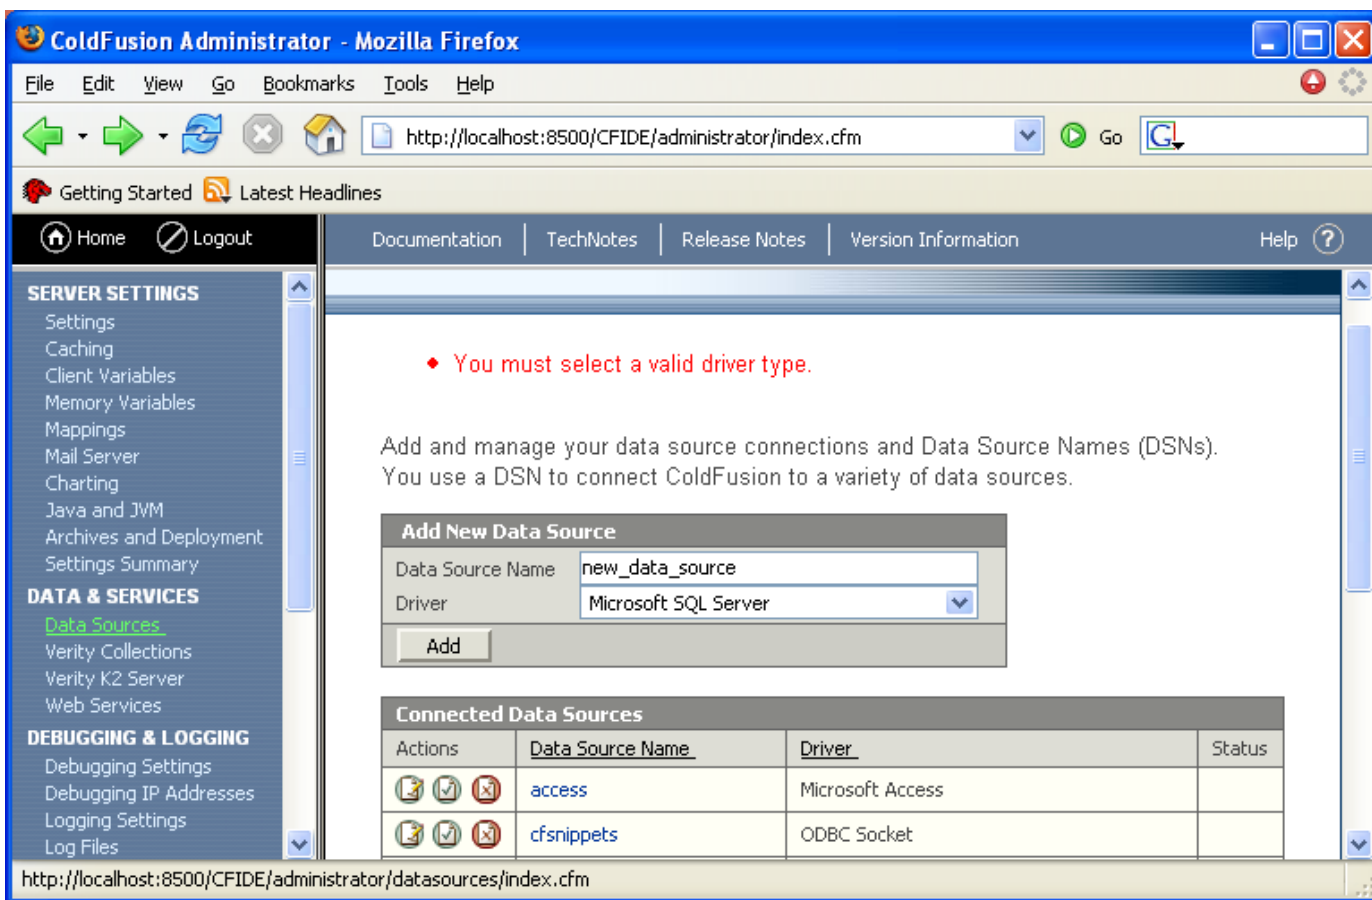 ColdFusion Administrator - Mozilla Firefox
File Edit View Go Bookmarks Tools Help
http://localhost:8500/CFIDE/administrator/index.cfm Go G
Getting Started Latest Headlines
Home Logout
Documentation TechNotes Release Notes Version Information Help ?
SERVER SETTINGS
Settings
Caching
Client Variables
Memory Variables
Mappings
Mail Server
Charting
Java and JVM
Archives and Deployment
Settings Summary
DATA & SERVICES
Data Sources
Verity Collections
Verity K2 Server
Web Services
DEBUGGING & LOGGING
Debugging Settings
Debugging IP Addresses
Logging Settings
Log Files
• You must select a valid driver type.
Add and manage your data source connections and Data Source Names (DSNs).
You use a DSN to connect ColdFusion to a variety of data sources.
Add New Data Source
Data Source Name new_data_source
Driver Microsoft SQL Server
Add
Connected Data Sources
Actions Data Source Name Driver Status
access Microsoft Access
cfsnippets ODBC Socket
http://localhost:8500/CFIDE/administrator/datasources/index.cfm